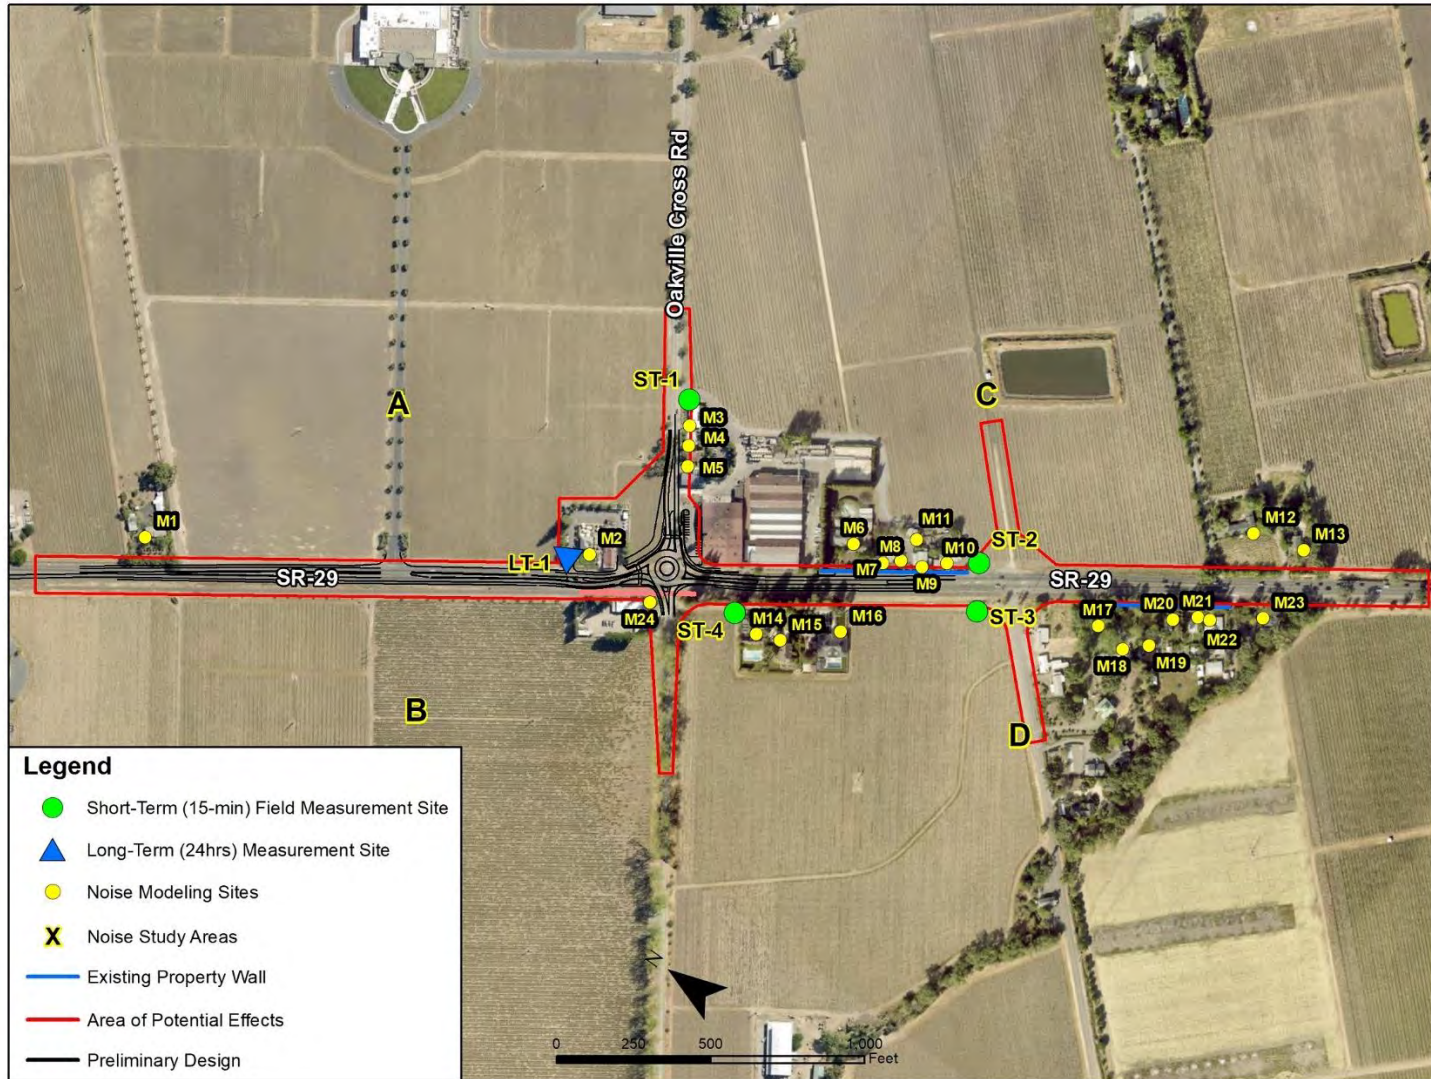 Oakville Cross Rd
ST-1
C
A
M3
M4
M5
M1
M2
LT-1
SR-29
M6
M11
M8
M7
M10
M9
ST-2
SR-29
M12
M13
M24
ST-4
M14
M15
M16
ST-3
M17
M20
M21
M23
M22
M18
M19
B
D
Legend
Short-Term (15-min) Field Measurement Site
Long-Term (24hrs) Measurement Site
Noise Modeling Sites
X Noise Study Areas
Existing Property Wall
Area of Potential Effects
Preliminary Design
N
0 250 500 1,000
Feet